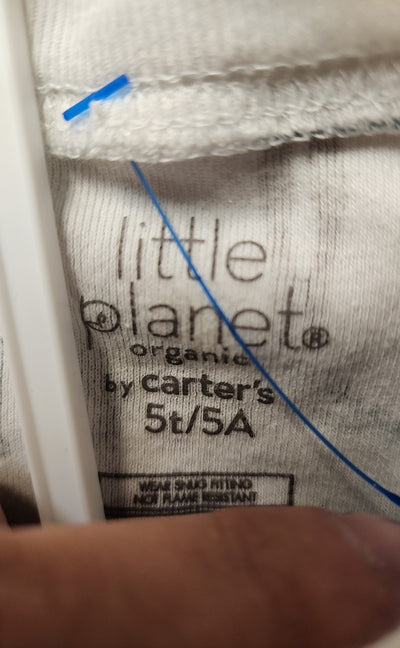 little
planet®
organic
by carter's
5t/5A
WEAR SNUG FITTING
NOT FLAME RESISTANT